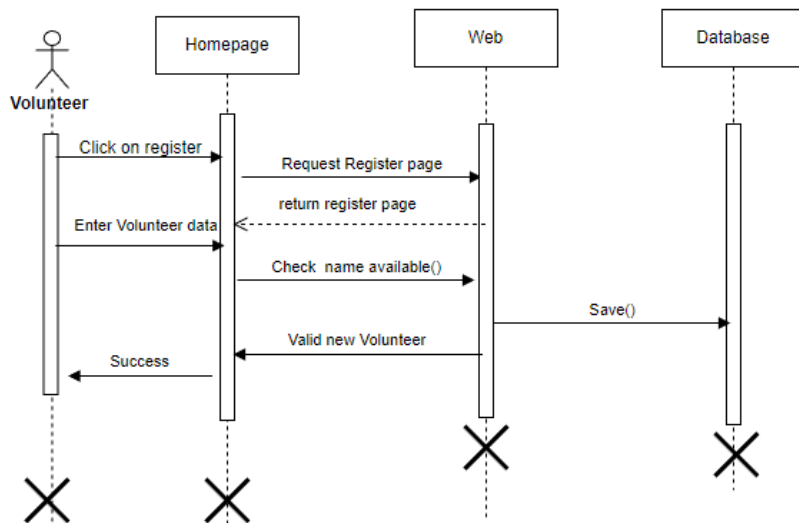 Homepage
Web
Database
Volunteer
Click on register
Request Register page
return register page
Enter Volunteer data
Check name available()
Save()
Valid new Volunteer
Success